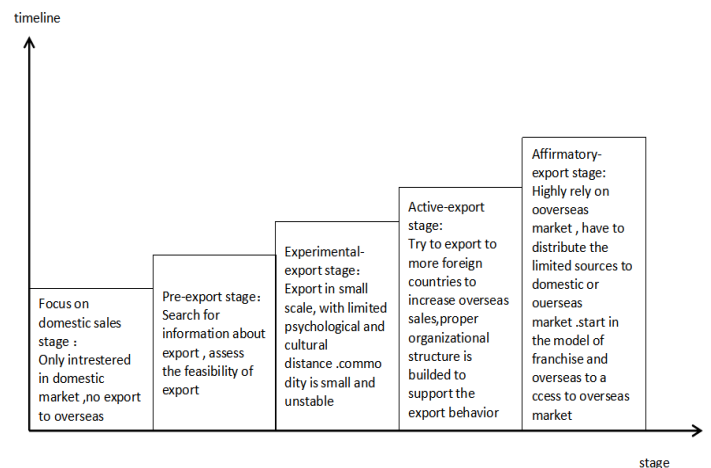 timeline
Focus on
domestic sales
stage :
Only intrestered
in domestic
market ,no export
to overseas
Pre-export stage:
Search for
information about
export , assess
the feasibility of
export
Experimental-
export stage:
Export in small
scale, with limited
psychological and
cultural
distance .commo
dity is small and
unstable
Active-export
stage:
Try to export to
more foreign
countries to
increase overseas
sales,proper
organizational
structure is
builded to
support the
export behavior
Affirmatory-
export stage:
Highly rely on
ooverseas
market , have to
distribute the
limited sources to
domestic or
ouerseas
market .start in
the model of
franchise and
overseas to a
ccess to overseas
market
stage